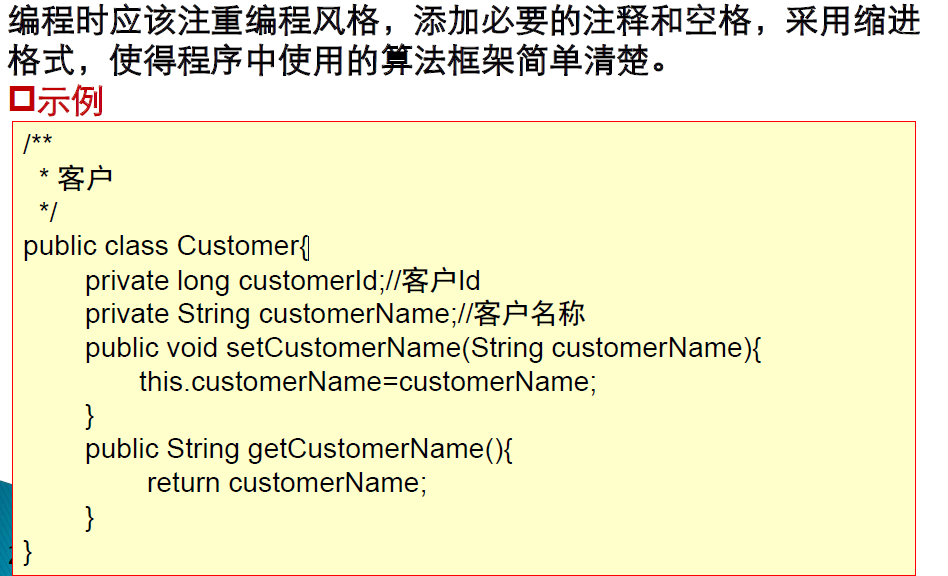 编程时应该注重编程风格，添加必要的注释和空格，采用缩进
格式，使得程序中使用的算法框架简单清楚。
示例
/**
* 客户
*/
public class Customer{
private long customerId;//客户Id
private String customerName;//客户名称
public void setCustomerName(String customerName){
this.customerName=customerName;
}
public String getCustomerName(){
return customerName;
}
}